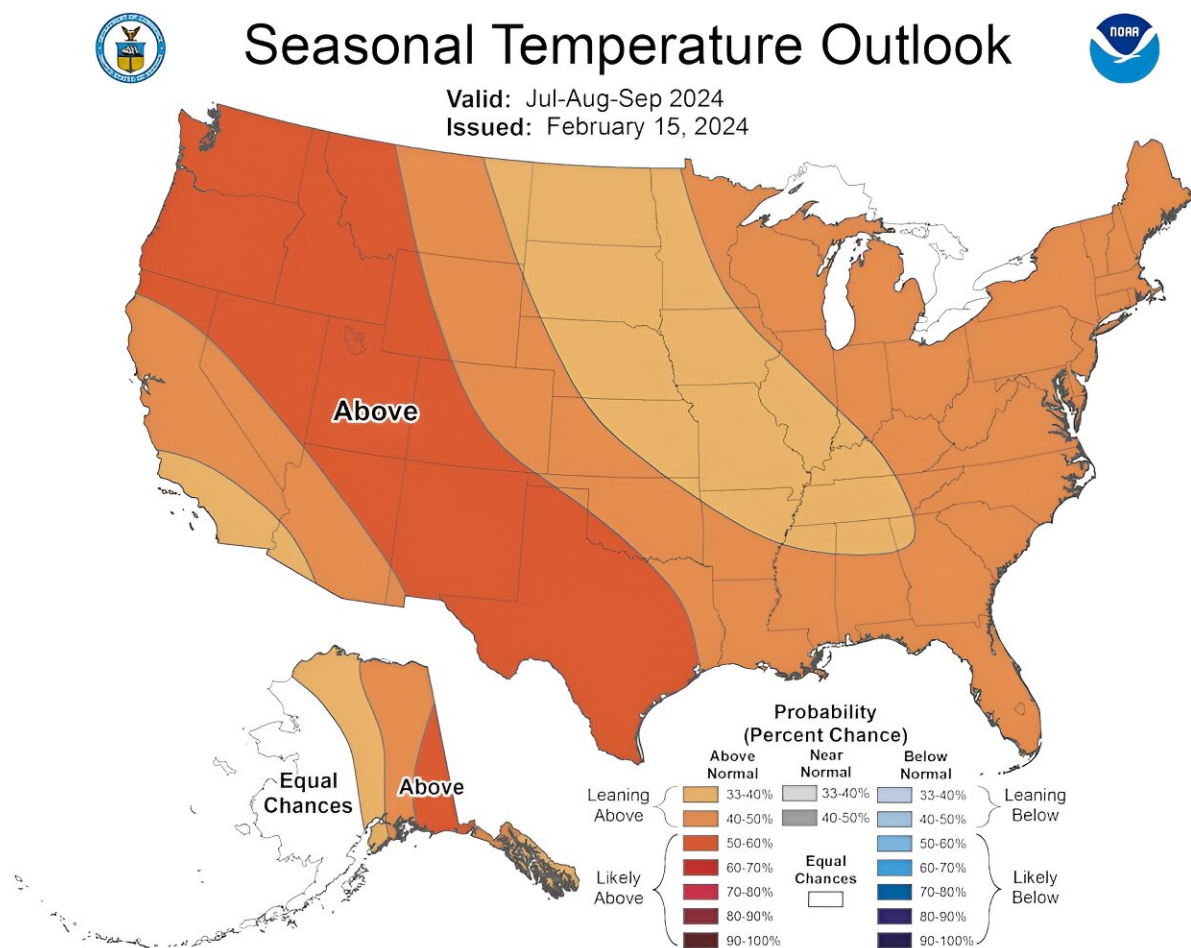 Seasonal Temperature Outlook
NOAA
Valid: Jul-Aug-Sep 2024
Issued: February 15, 2024
Above
Equal
Chances
Above
Probability
(Percent Chance)
Above
Normal
Near
Normal
Below
Normal
Leaning
Above
33-40%
40-50%
33-40%
40-50%
33-40%
40-50%
Leaning
Below
Likely
Above
50-60%
60-70%
70-80%
80-90%
90-100%
Equal
Chances
50-60%
60-70%
70-80%
80-90%
90-100%
Likely
Below